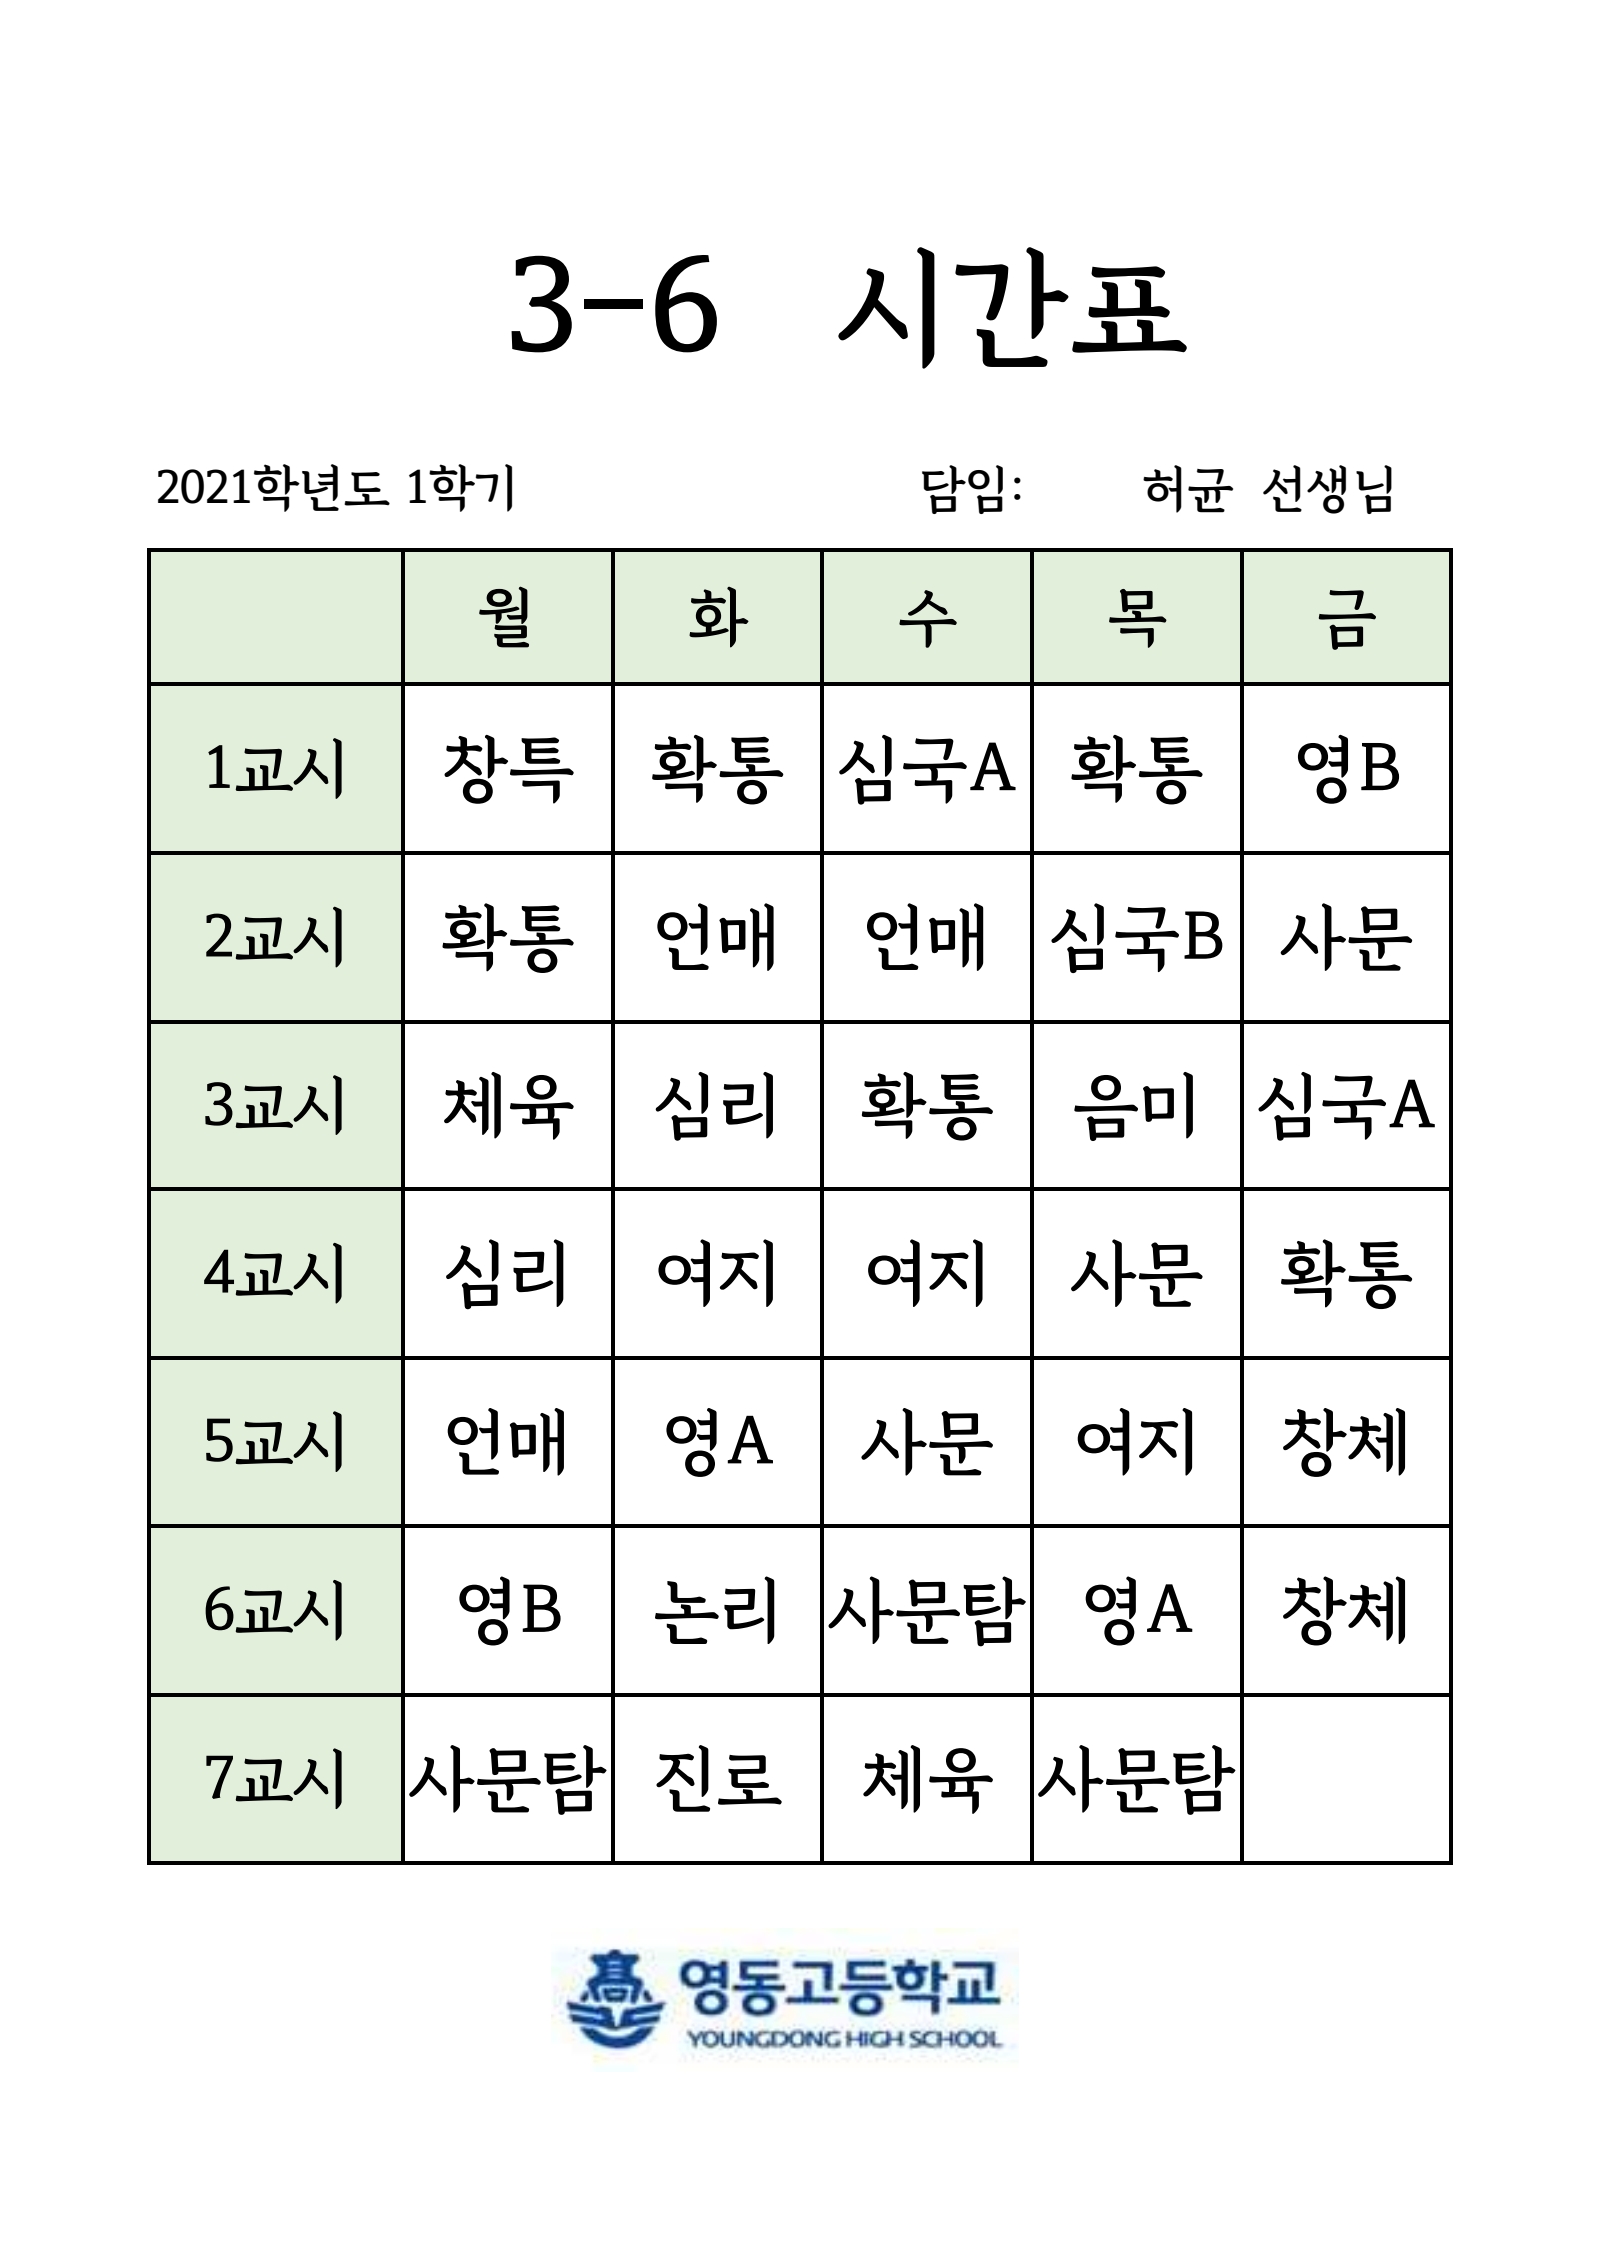 3-6 시간표
2021학년도 1학기 담임: 허균 선생님
월 화 수 목 금
1교시 창특 확통 심국A 확통 영B
2교시 확통 언매 언매 심국B 사문
3교시 체육 심리 확통 음미 심국A
4교시 심리 여지 여지 사문 확통
5교시 언매 영A 사문 여지 창체
6교시 영B 논리 사문탐 영A 창체
7교시 사문탐 진로 체육 사문탐
高
영동고등학교
YOUNGDONG HIGH SCHOOL